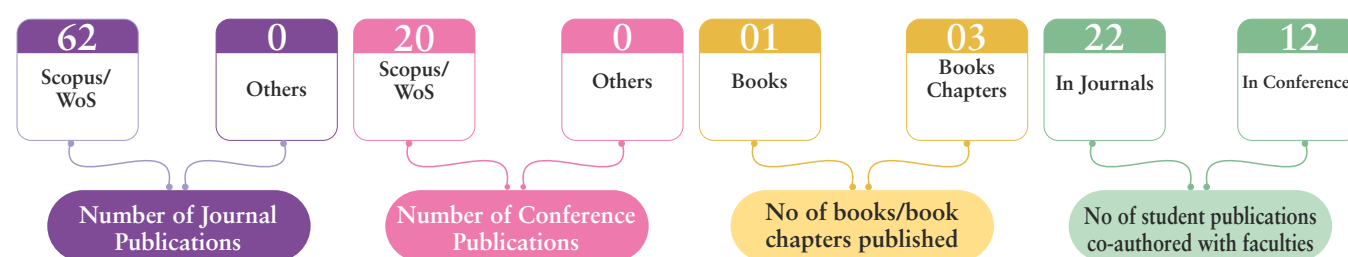 62
Scopus/
WoS
0
Others
Number of Journal
Publications
20
Scopus/
WoS
0
Others
Number of Conference
Publications
01
Books
03
Books
Chapters
No of books/book
chapters published
22
In Journals
12
In Conference
No of student publications
co-authored with faculties